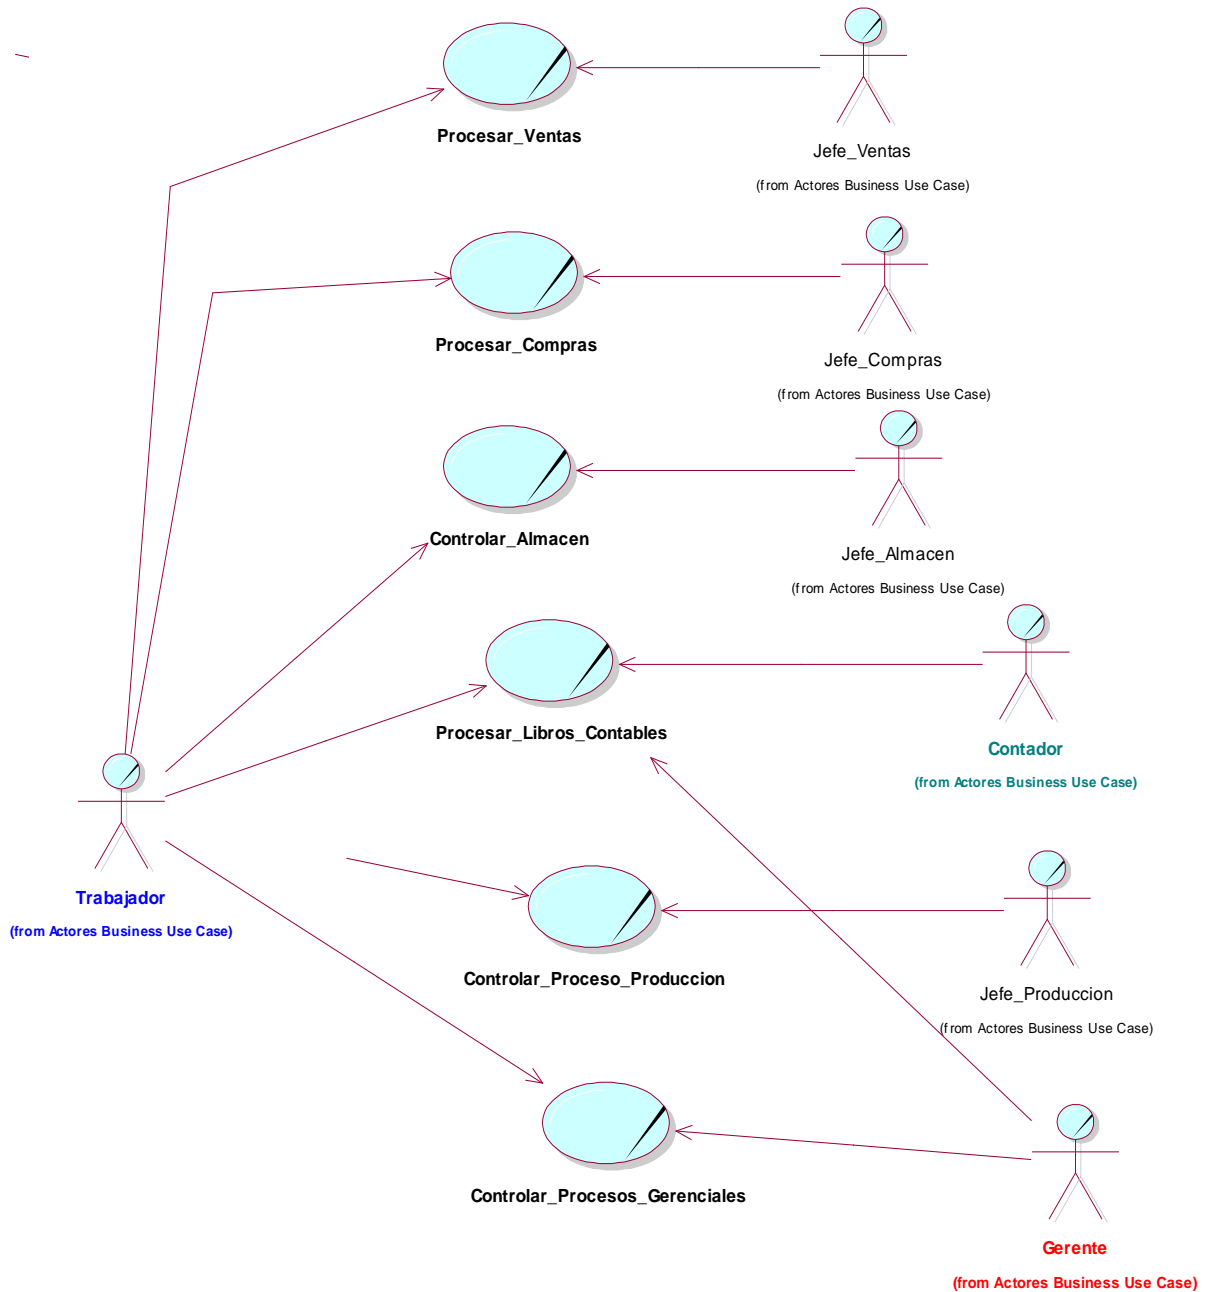 Procesar_Ventas
Jefe_Ventas
(from Actores Business Use Case)
Procesar_Compras
Jefe_Compras
(from Actores Business Use Case)
Controlar_Almacen
Jefe_Almacen
(from Actores Business Use Case)
Procesar_Libros_Contables
Contador
(from Actores Business Use Case)
Trabajador
(from Actores Business Use Case)
Controlar_Proceso_Produccion
Jefe_Produccion
(from Actores Business Use Case)
Controlar_Procesos_Gerenciales
Gerente
(from Actores Business Use Case)